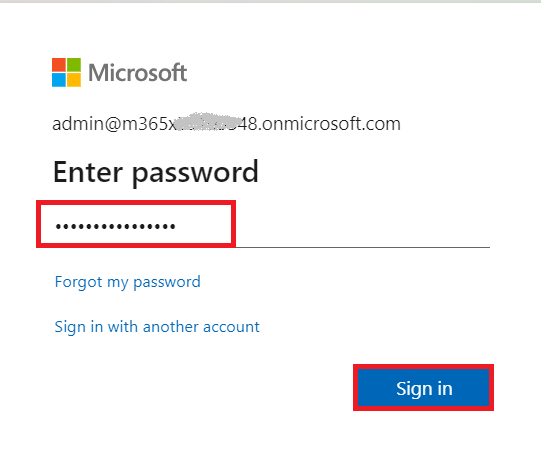 Microsoft
admin@m365x 48.onmicrosoft.com
Enter password
••••••••••••••••
Forgot my password
Sign in with another account
Sign in